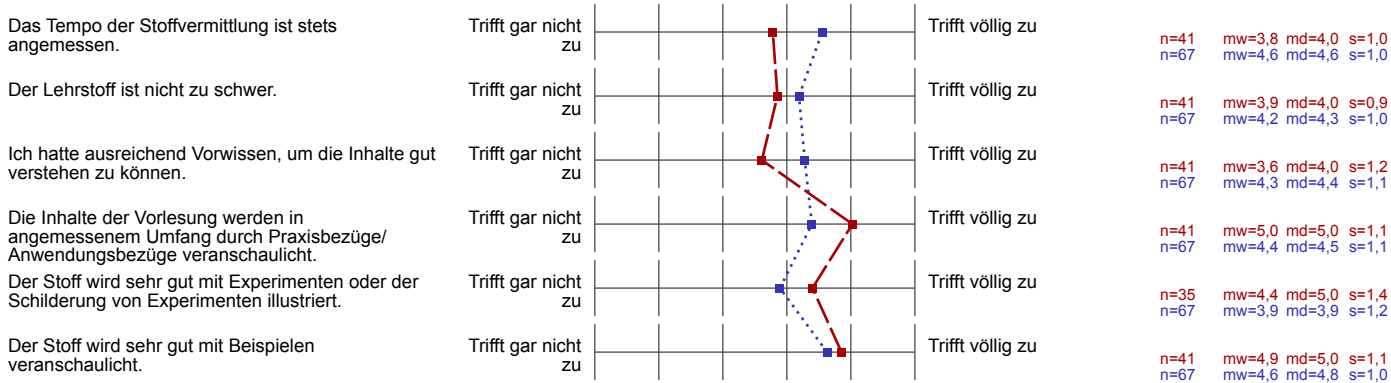 Das Tempo der Stoffvermittlung ist stets
angemessen.
Trifft gar nicht
zu
Trifft völlig zu
n=41 mw=3,8 md=4,0 s=1,0
n=67 mw=4,6 md=4,6 s=1,0
Der Lehrstoff ist nicht zu schwer.
Trifft gar nicht
zu
Trifft völlig zu
n=41 mw=3,9 md=4,0 s=0,9
n=67 mw=4,2 md=4,3 s=1,0
Ich hatte ausreichend Vorwissen, um die Inhalte gut
verstehen zu können.
Trifft gar nicht
zu
Trifft völlig zu
n=41 mw=3,6 md=4,0 s=1,2
n=67 mw=4,3 md=4,4 s=1,1
Die Inhalte der Vorlesung werden in
angemessenem Umfang durch Praxisbezüge/
Anwendungsbezüge veranschaulicht.
Trifft gar nicht
zu
Trifft völlig zu
n=41 mw=5,0 md=5,0 s=1,1
n=67 mw=4,4 md=4,5 s=1,1
Der Stoff wird sehr gut mit Experimenten oder der
Schilderung von Experimenten illustriert.
Trifft gar nicht
zu
Trifft völlig zu
n=35 mw=4,4 md=5,0 s=1,4
n=67 mw=3,9 md=3,9 s=1,2
Der Stoff wird sehr gut mit Beispielen
veranschaulicht.
Trifft gar nicht
zu
Trifft völlig zu
n=41 mw=4,9 md=5,0 s=1,1
n=67 mw=4,6 md=4,8 s=1,0